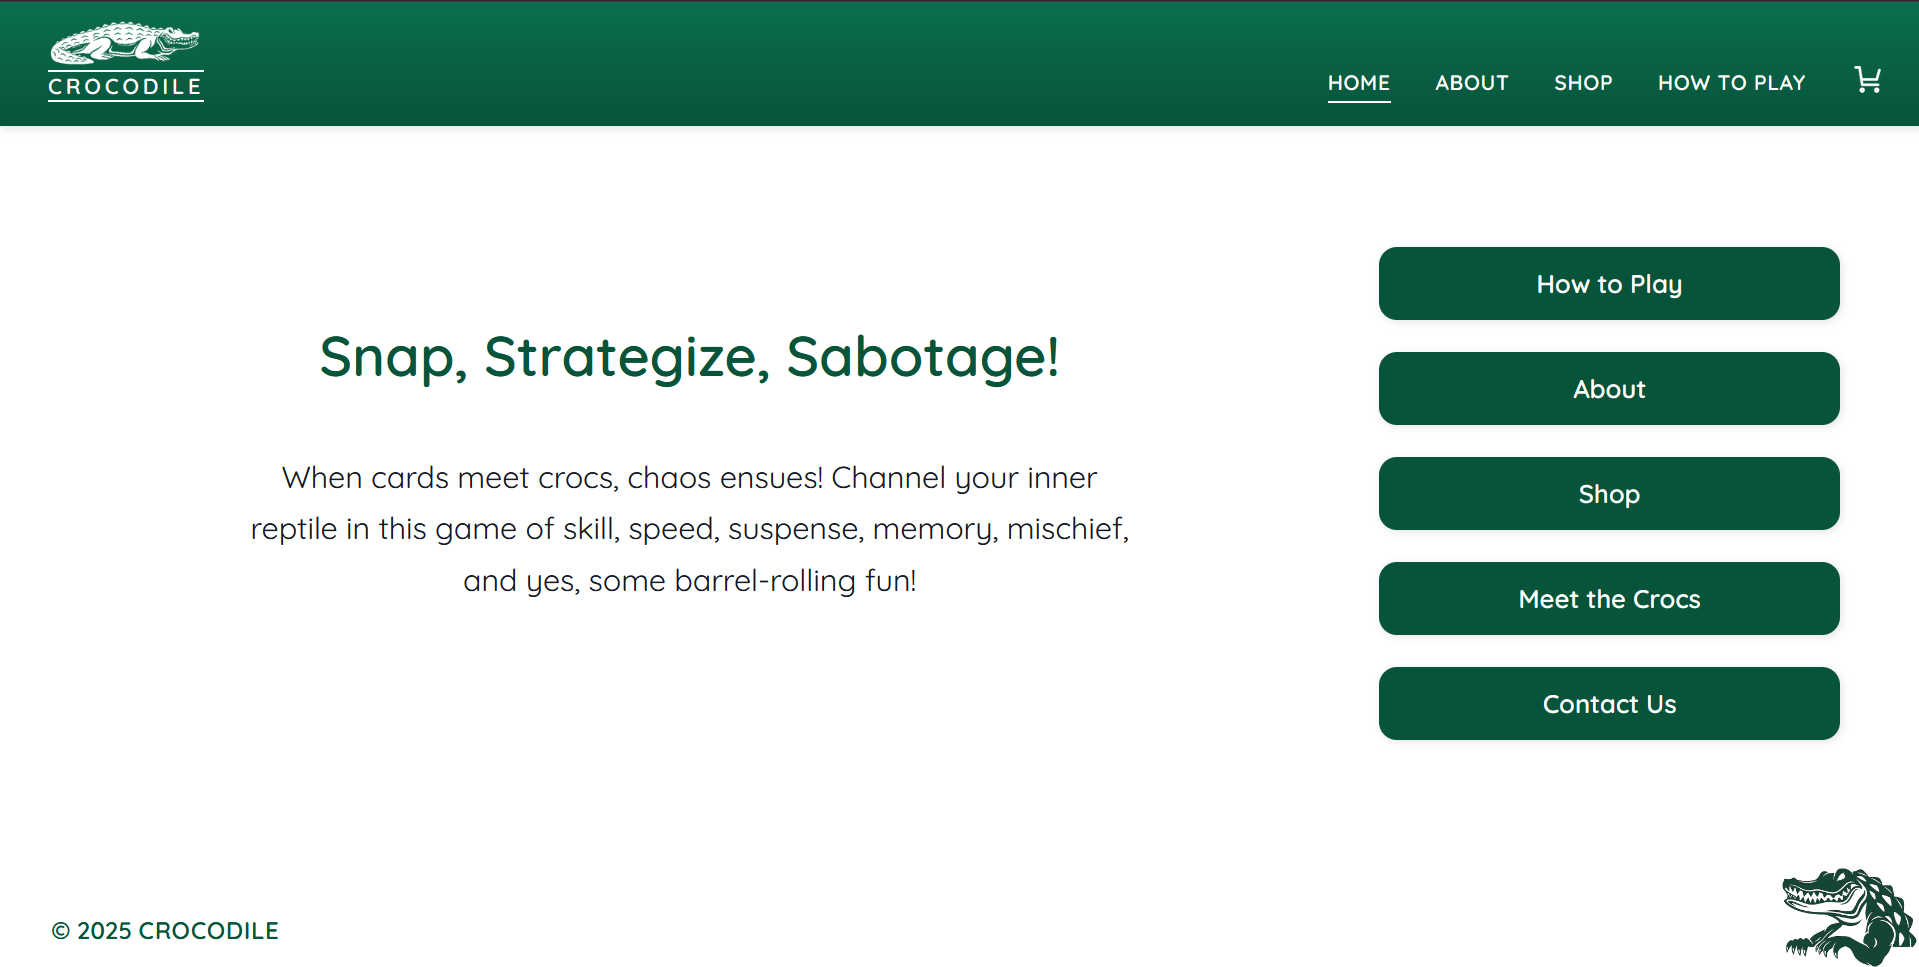 CROCODILE
HOME
ABOUT
SHOP
HOW TO PLAY
Snap, Strategize, Sabotage!
When cards meet crocs, chaos ensues! Channel your inner
reptile in this game of skill, speed, suspense, memory, mischief,
and yes, some barrel-rolling fun!
How to Play
About
Shop
Meet the Crocs
Contact Us
© 2025 CROCODILE